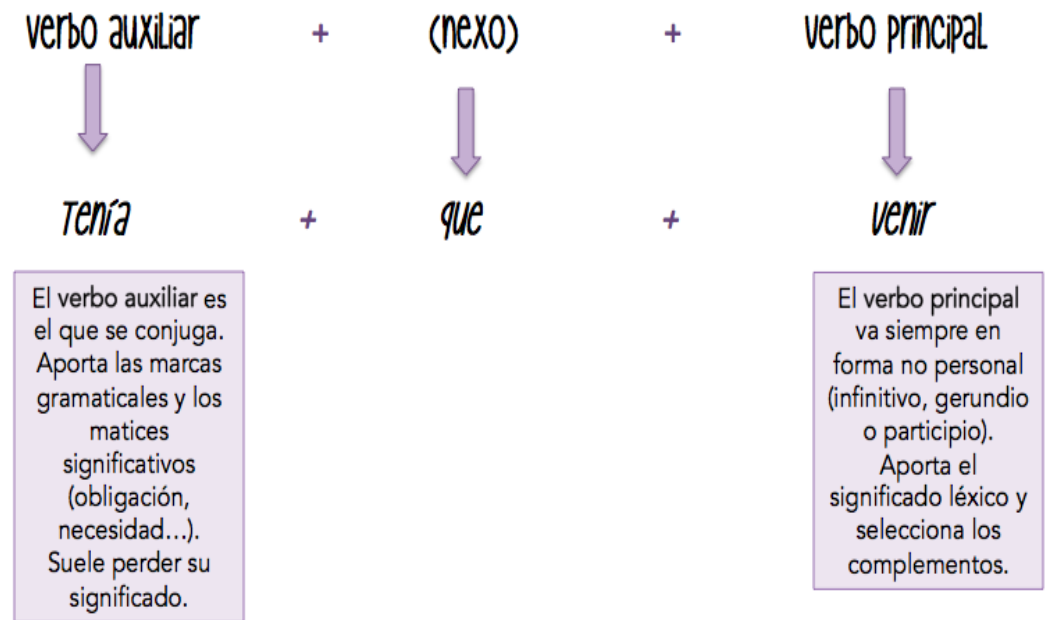 verbo auxiliar + (nexo) + verbo principal
Tenía + que + venir
El verbo auxiliar es
el que se conjuga.
Aporta las marcas
gramaticales y los
matices
significativos
(obligación,
necesidad...).
Suele perder su
significado.
El verbo principal
va siempre en
forma no personal
(infinitivo, gerundio
o participio).
Aporta el
significado léxico y
selecciona los
complementos.